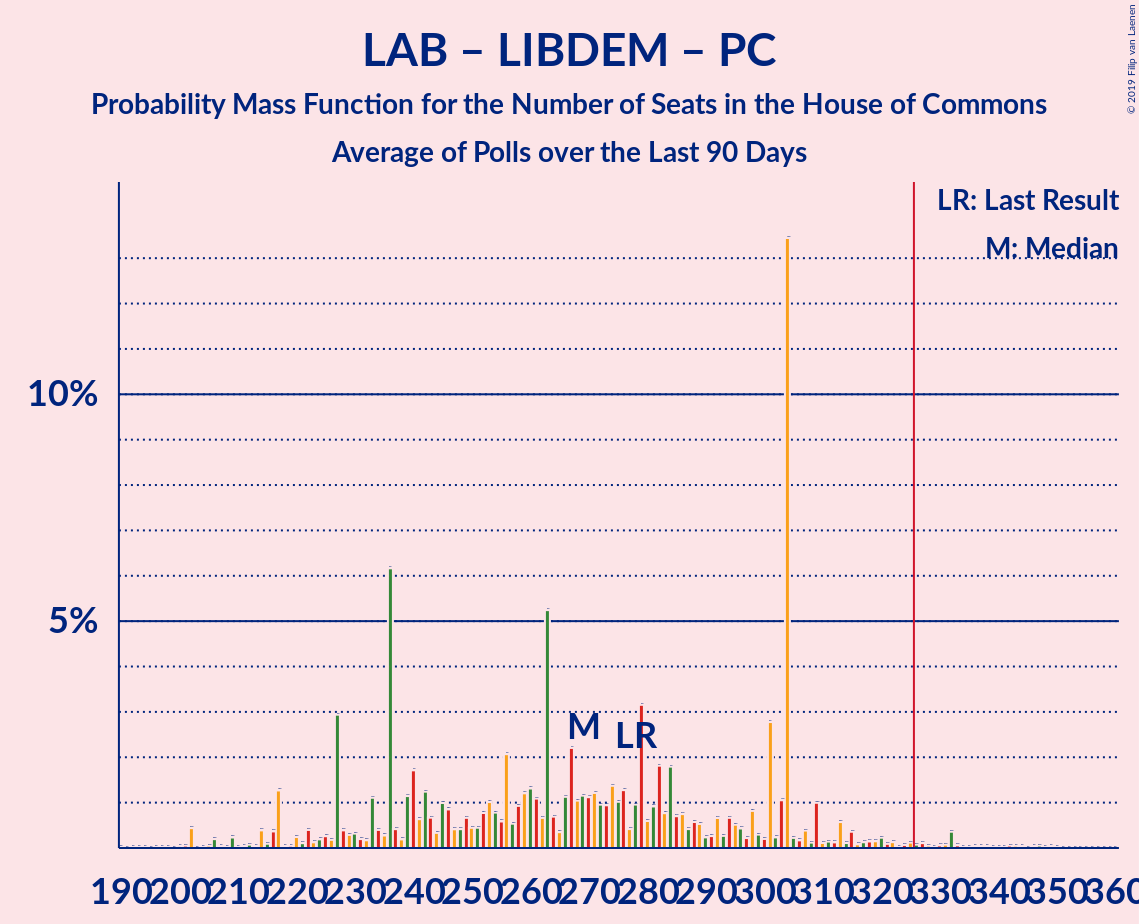 LAB – LIBDEM – PC
Probability Mass Function for the Number of Seats in the House of Commons
Average of Polls over the Last 90 Days
© 2019 Filip van Laenen
LR: Last Result
M: Median
10%
5%
M
LR
190 200 210 220 230 240 250 260 270 280 290 300 310 320 330 340 350 360